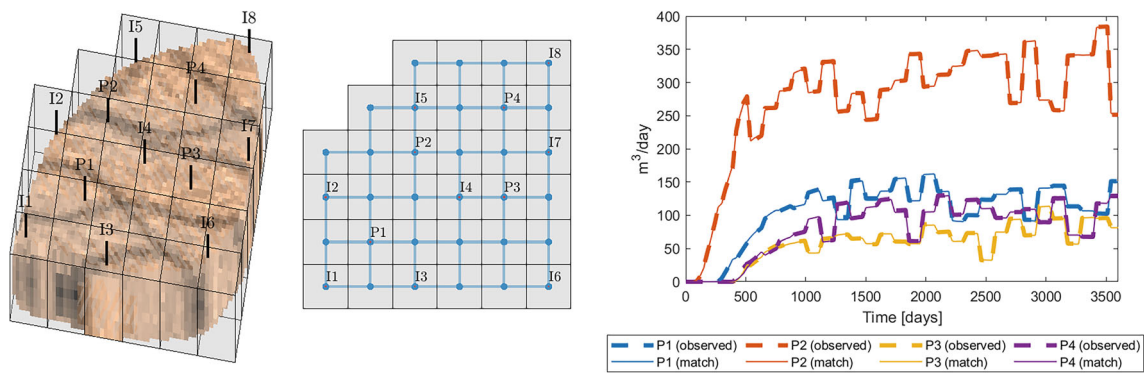 I8
I5
P4
P2
I2
I4
I7
P1
P3
I1
I3
I6
I8
I5
P4
P2
I7
I2
I4
P3
P1
I1
I3
I6
400
350
300
250
200
150
100
50
0
m³/day
0 500 1000 1500 2000 2500 3000 3500
Time [days]
P1 (observed) P2 (observed) P3 (observed) P4 (observed)
P1 (match) P2 (match) P3 (match) P4 (match)